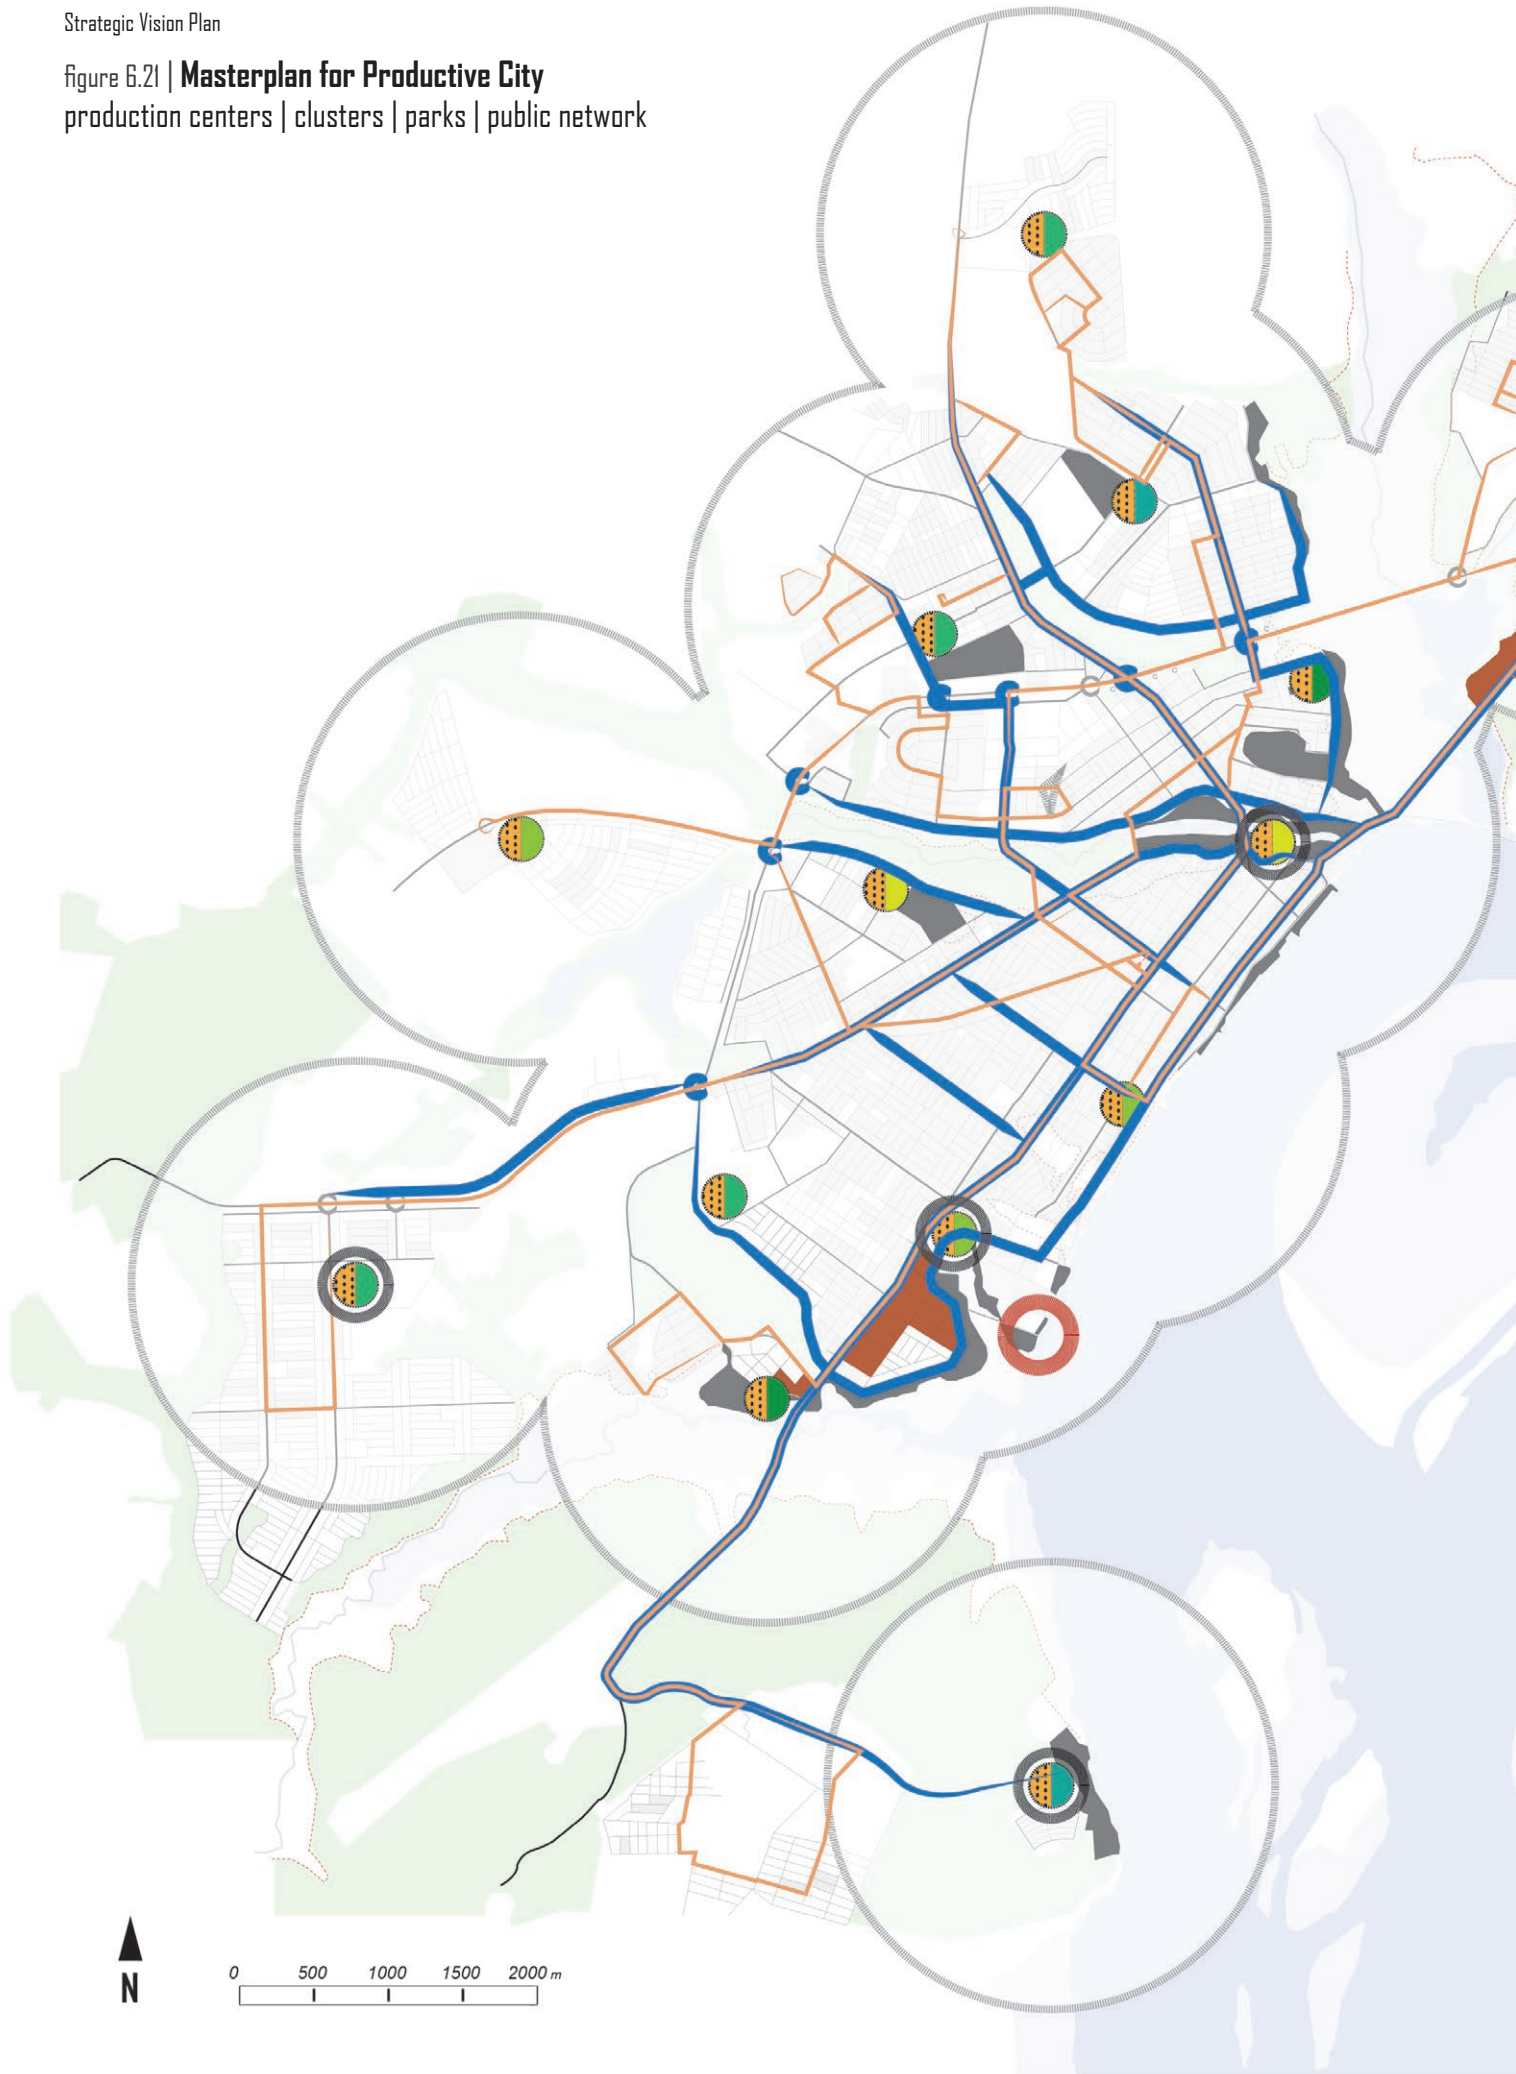 Strategic Vision Plan
figure 6.21 | Masterplan for Productive City
production centers | clusters | parks | public network
N
0 500 1000 1500 2000 m